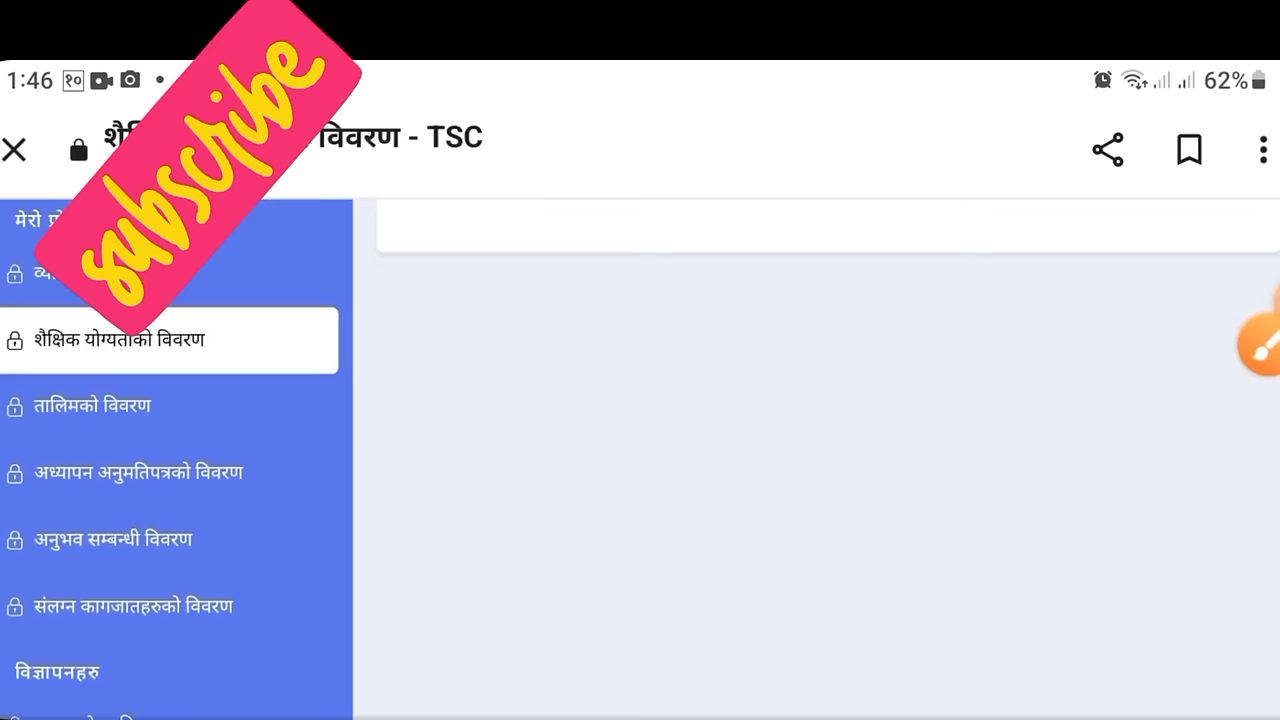 1:46 १० 62%
subscribe
विवरण - TSC
मेरो
शैक्षिक योग्यताको विवरण
तालिमको विवरण
अध्यापन अनुमतिपत्रको विवरण
अनुभव सम्बन्धी विवरण
संलग्न कागजातहरुको विवरण
विज्ञापनहरु